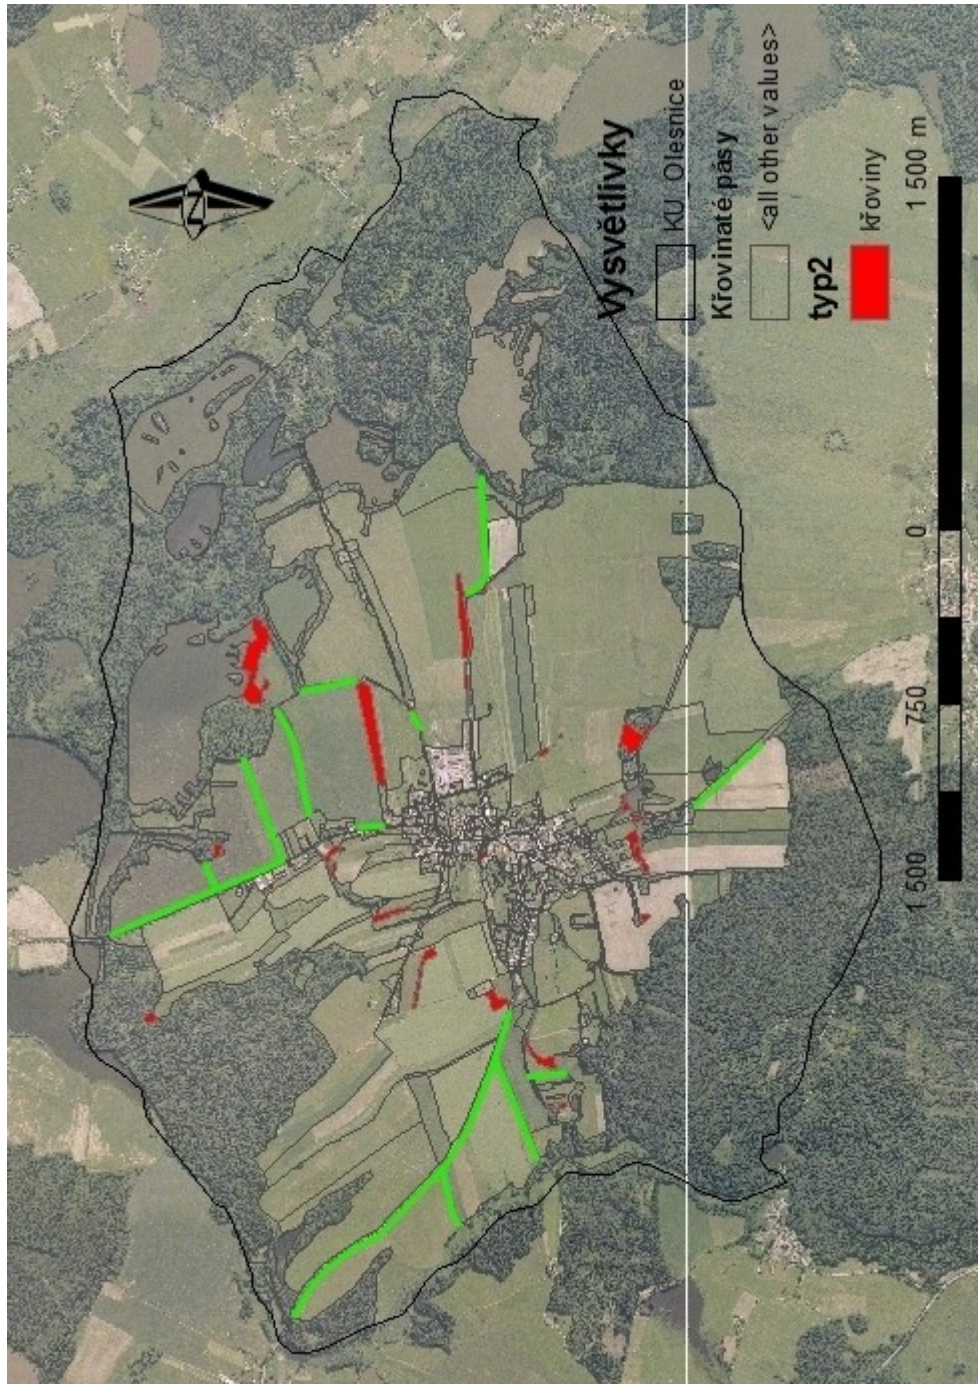 N
Vysvětlivky
KU_Olesnice
Křovinaté pásy
<all other values>
typ2
křoviny
1 500
750
0
1 500 m